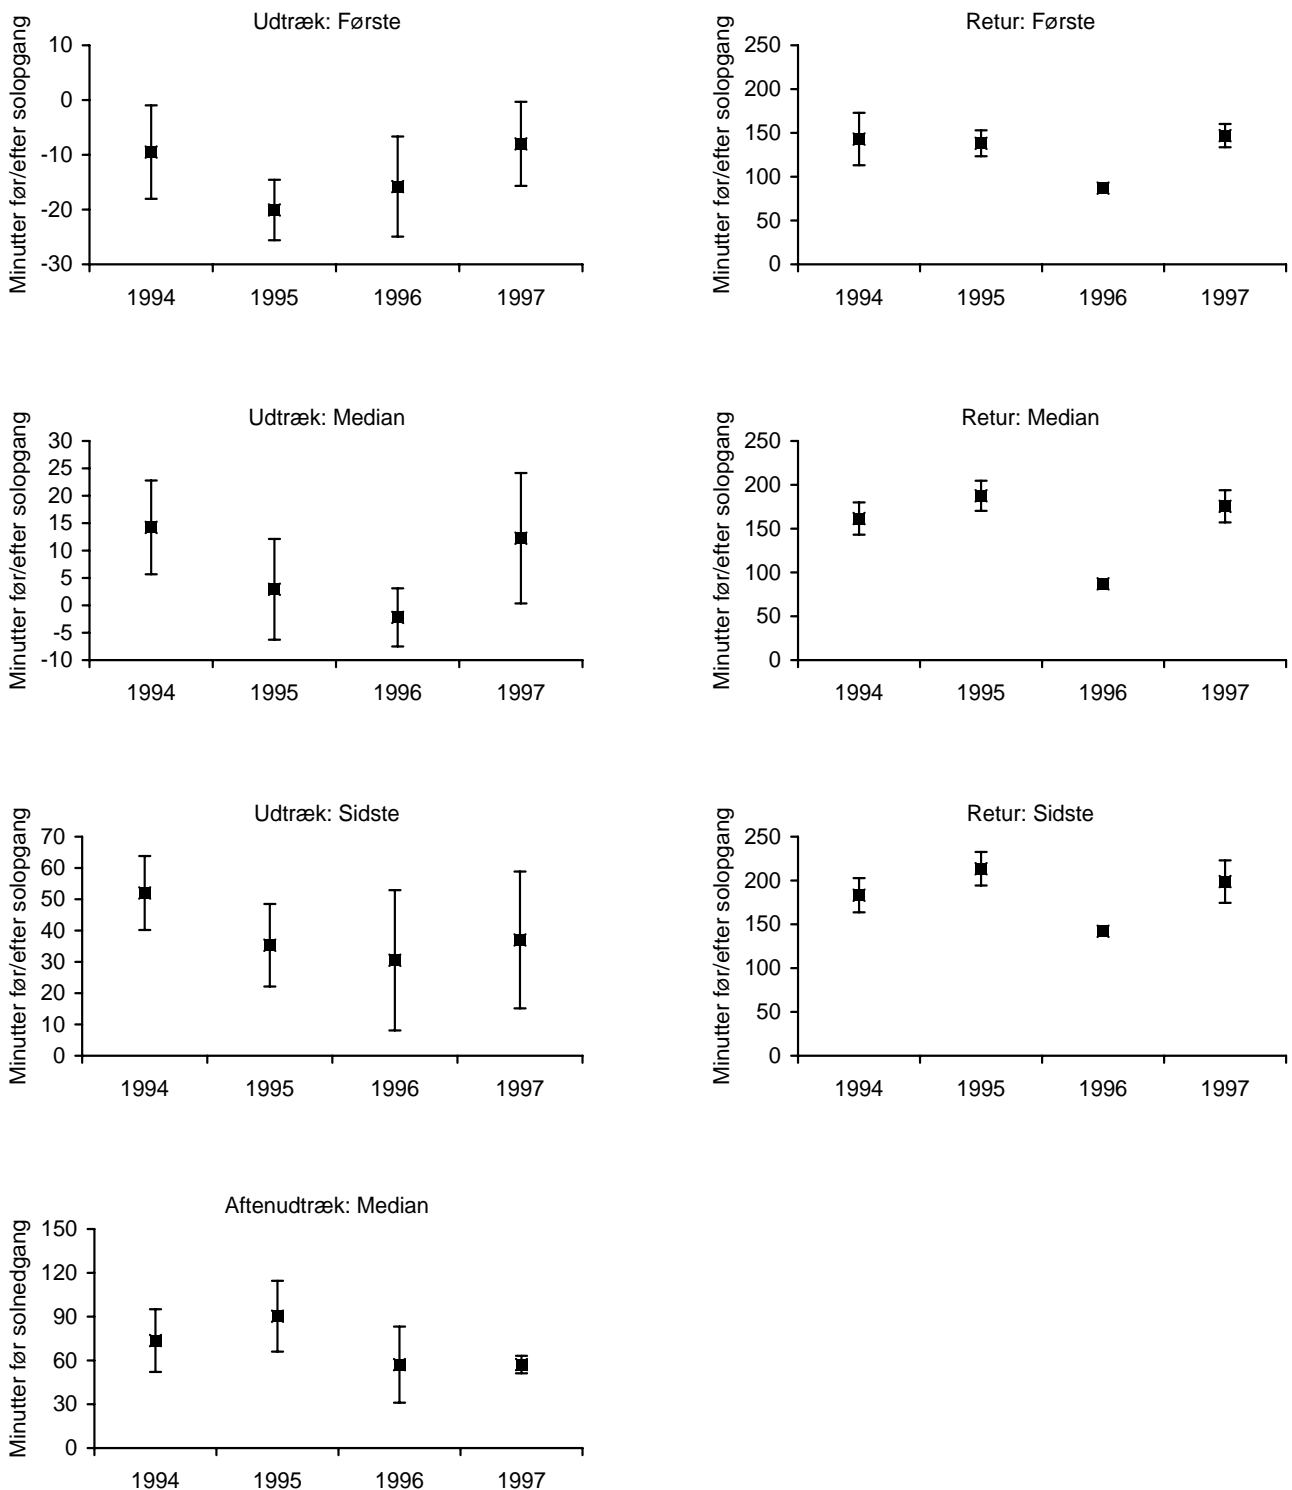 Udtræk: Første
Minutter før/efter solopgang
10
0
-10
-20
-30
1994 1995 1996 1997
Retur: Første
Minutter før/efter solopgang
250
200
150
100
50
0
1994 1995 1996 1997
Udtræk: Median
Minutter før/efter solopgang
30
25
20
15
10
5
0
-5
-10
1994 1995 1996 1997
Retur: Median
Minutter før/efter solopgang
250
200
150
100
50
0
1994 1995 1996 1997
Udtræk: Sidste
Minutter før/efter solopgang
70
60
50
40
30
20
10
0
1994 1995 1996 1997
Retur: Sidste
Minutter før/efter solopgang
250
200
150
100
50
0
1994 1995 1996 1997
Aftenudtræk: Median
Minutter før solnedgang
150
120
90
60
30
0
1994 1995 1996 1997